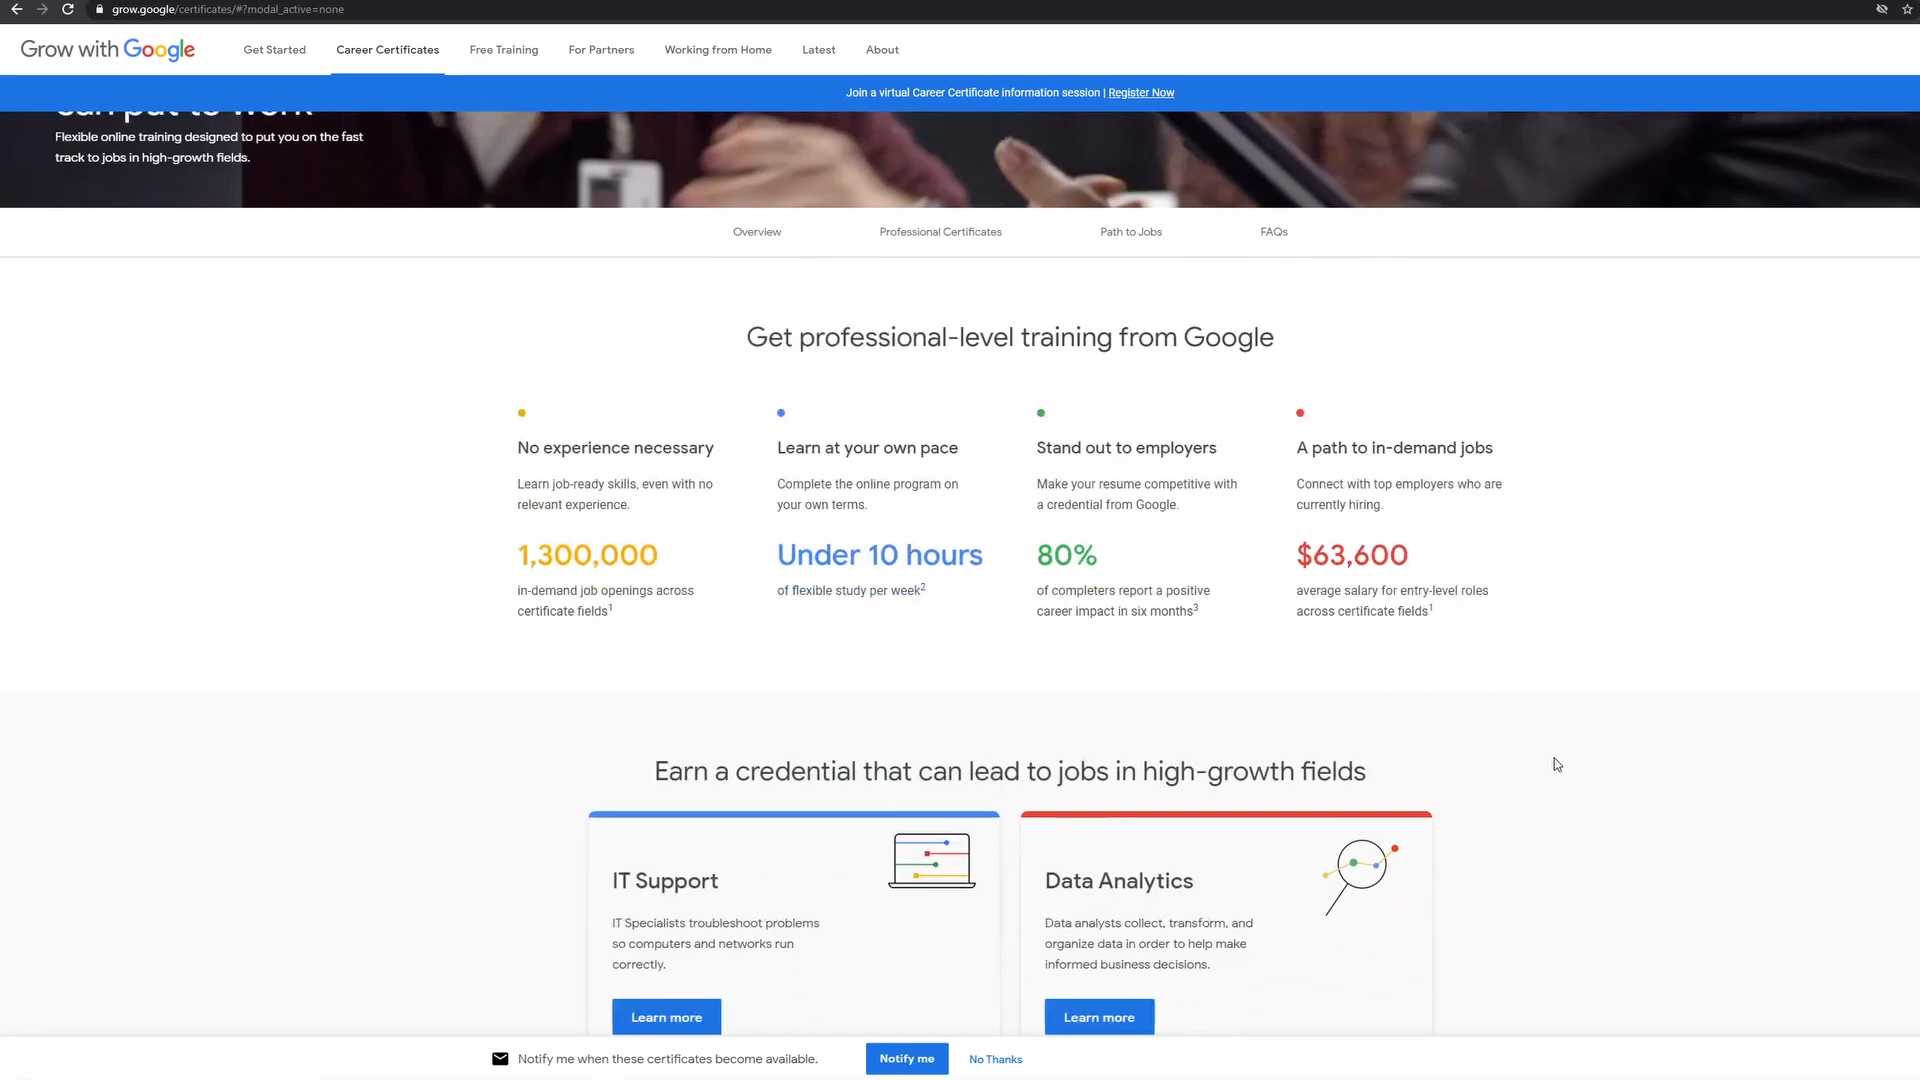 grow.google/certificates/#?modal_active=none
Grow with Google
Get Started
Career Certificates
Free Training
For Partners
Working from Home
Latest
About
Join a virtual Career Certificate information session | Register Now
can put to work
Flexible online training designed to put you on the fast
track to jobs in high-growth fields.
Overview
Professional Certificates
Path to Jobs
FAQs
Get professional-level training from Google
No experience necessary
Learn job-ready skills, even with no
relevant experience.
1,300,000
in-demand job openings across
certificate fields1
Learn at your own pace
Complete the online program on
your own terms.
Under 10 hours
of flexible study per week2
Stand out to employers
Make your resume competitive with
a credential from Google.
80%
of completers report a positive
career impact in six months3
A path to in-demand jobs
Connect with top employers who are
currently hiring.
$63,600
average salary for entry-level roles
across certificate fields1
Earn a credential that can lead to jobs in high-growth fields
IT Support
IT Specialists troubleshoot problems
so computers and networks run
correctly.
Learn more
Data Analytics
Data analysts collect, transform, and
organize data in order to help make
informed business decisions.
Learn more
Notify me when these certificates become available.
Notify me
No Thanks